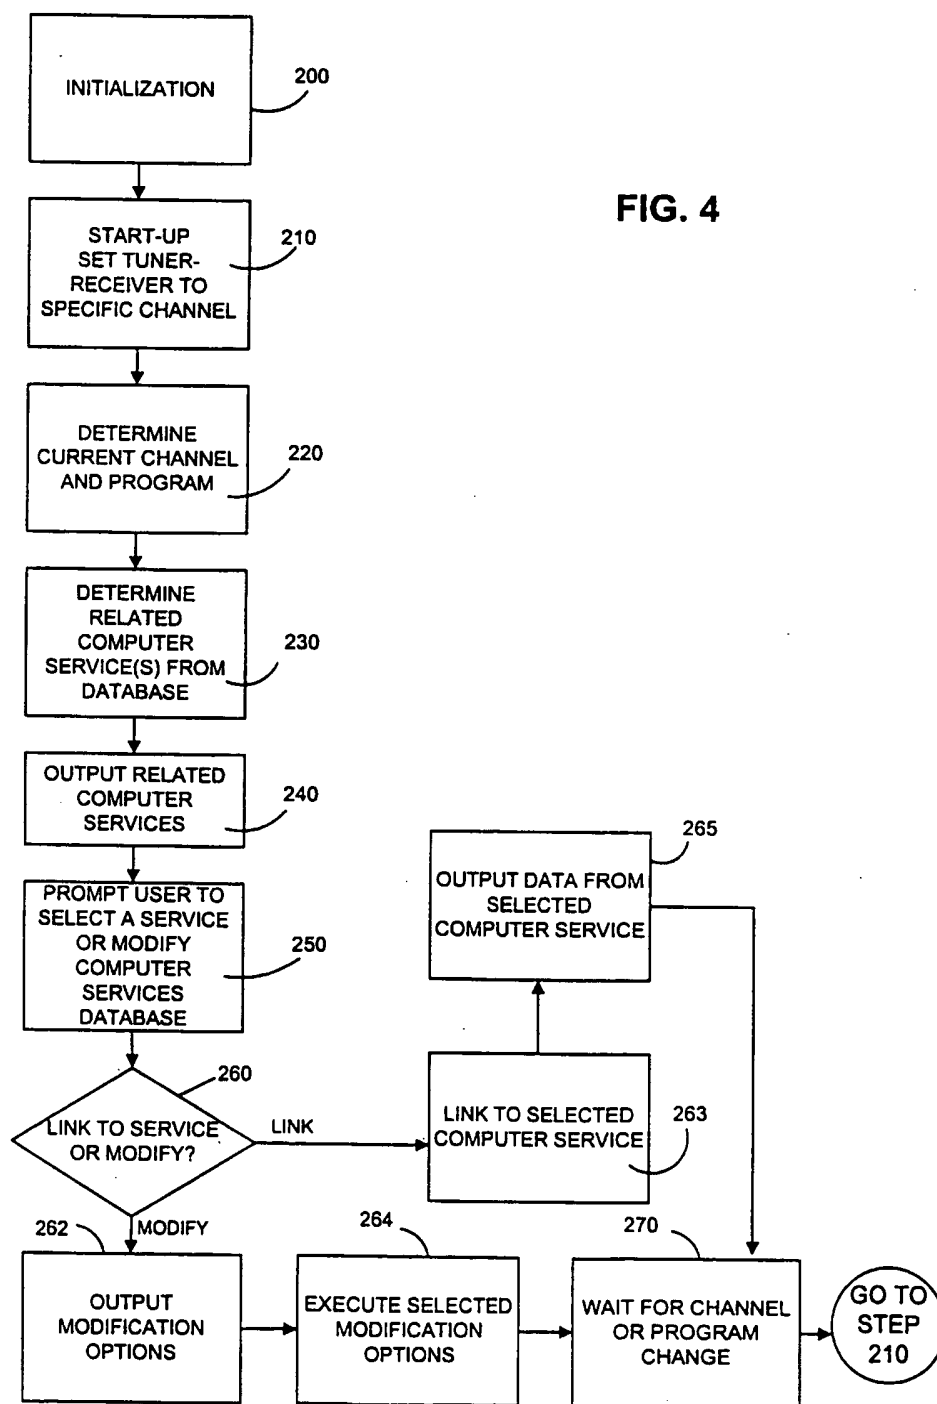 INITIALIZATION
200
FIG. 4
START-UP
SET TUNER-
RECEIVER TO
SPECIFIC CHANNEL
210
DETERMINE
CURRENT CHANNEL
AND PROGRAM
220
DETERMINE
RELATED
COMPUTER
SERVICE(S) FROM
DATABASE
230
OUTPUT RELATED
COMPUTER
SERVICES
240
PROMPT USER TO
SELECT A SERVICE
OR MODIFY
COMPUTER
SERVICES
DATABASE
250
265
OUTPUT DATA FROM
SELECTED
COMPUTER SERVICE
260
LINK TO SERVICE
OR MODIFY?
LINK
LINK TO SELECTED
COMPUTER SERVICE
263
MODIFY
262
OUTPUT
MODIFICATION
OPTIONS
264
EXECUTE SELECTED
MODIFICATION
OPTIONS
270
WAIT FOR CHANNEL
OR PROGRAM
CHANGE
GO TO
STEP
210